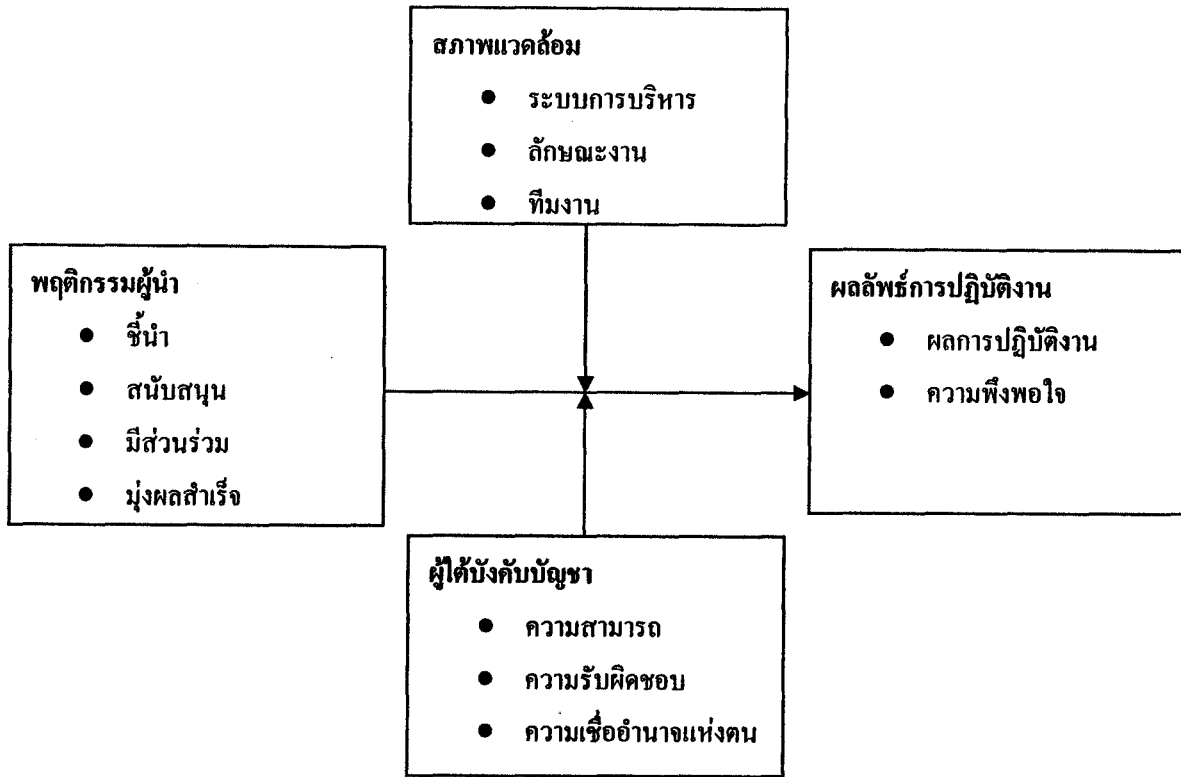 สภาพแวดล้อม
● ระบบการบริหาร
● ลักษณะงาน
● ทีมงาน
พฤติกรรมผู้นำ
● ชี้นำ
● สนับสนุน
● มีส่วนร่วม
● มุ่งผลสำเร็จ
ผลลัพธ์การปฏิบัติงาน
● ผลการปฏิบัติงาน
● ความพึงพอใจ
ผู้ใต้บังคับบัญชา
● ความสามารถ
● ความรับผิดชอบ
● ความเชื่ออำนาจแห่งตน